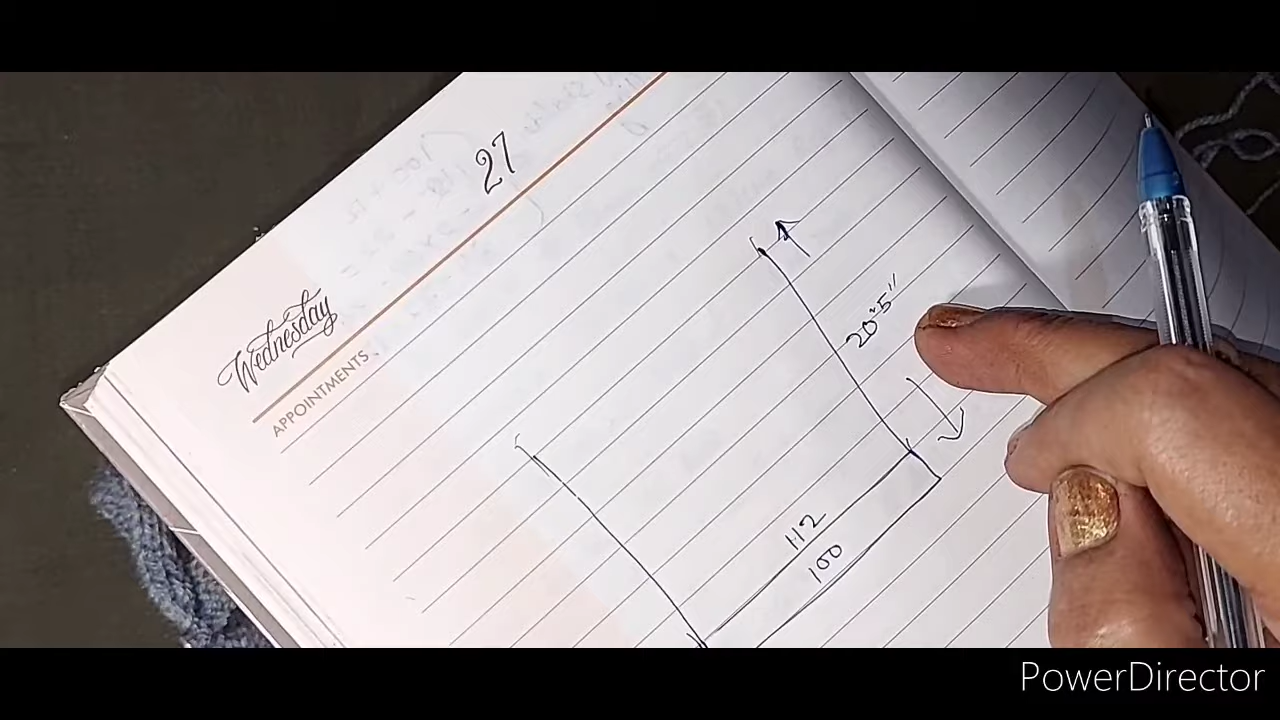 27
Wednesday
APPOINTMENTS
20.5"
112
100
PowerDirector